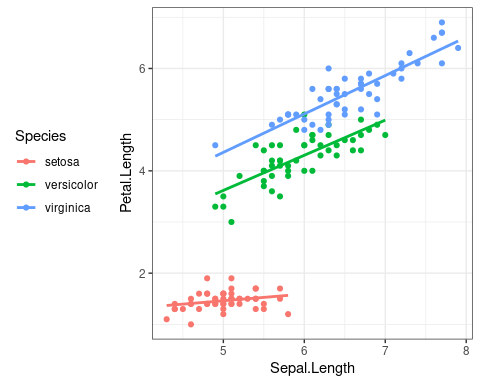 Species
setosa
versicolor
virginica
Petal.Length
6
4
2
5
6
7
8
Sepal.Length